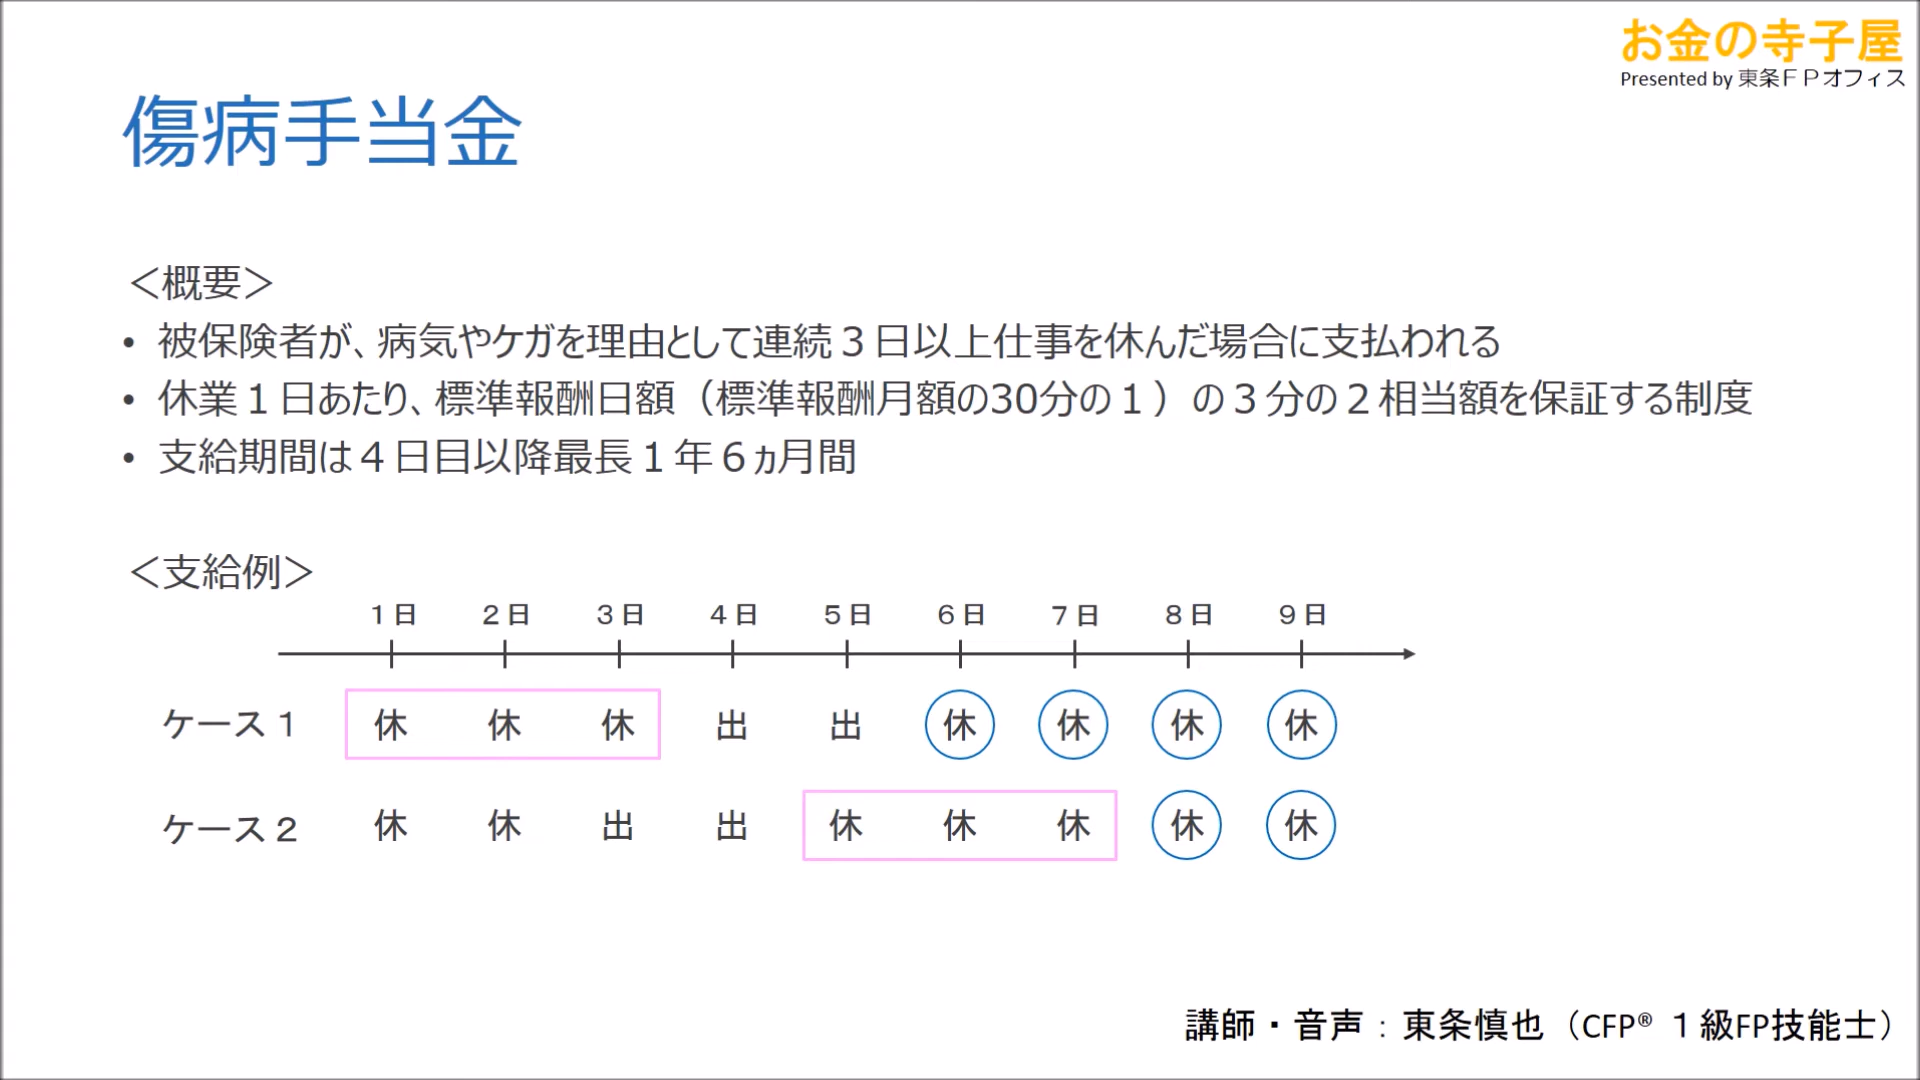 お金の寺子屋
Presented by 東条ＦＰオフィス
傷病手当金
＜概要＞
• 被保険者が、病気やケガを理由として連続３日以上仕事を休んだ場合に支払われる
• 休業１日あたり、標準報酬日額（標準報酬月額の30分の１）の３分の２相当額を保証する制度
• 支給期間は４日目以降最長１年６ヵ月間
＜支給例＞
１日 ２日 ３日 ４日 ５日 ６日 ７日 ８日 ９日
ケース１ 休 休 休 出 出 休 休 休 休
ケース２ 休 休 出 出 休 休 休 休 休
講師・音声：東条慎也（CFP® １級FP技能士）